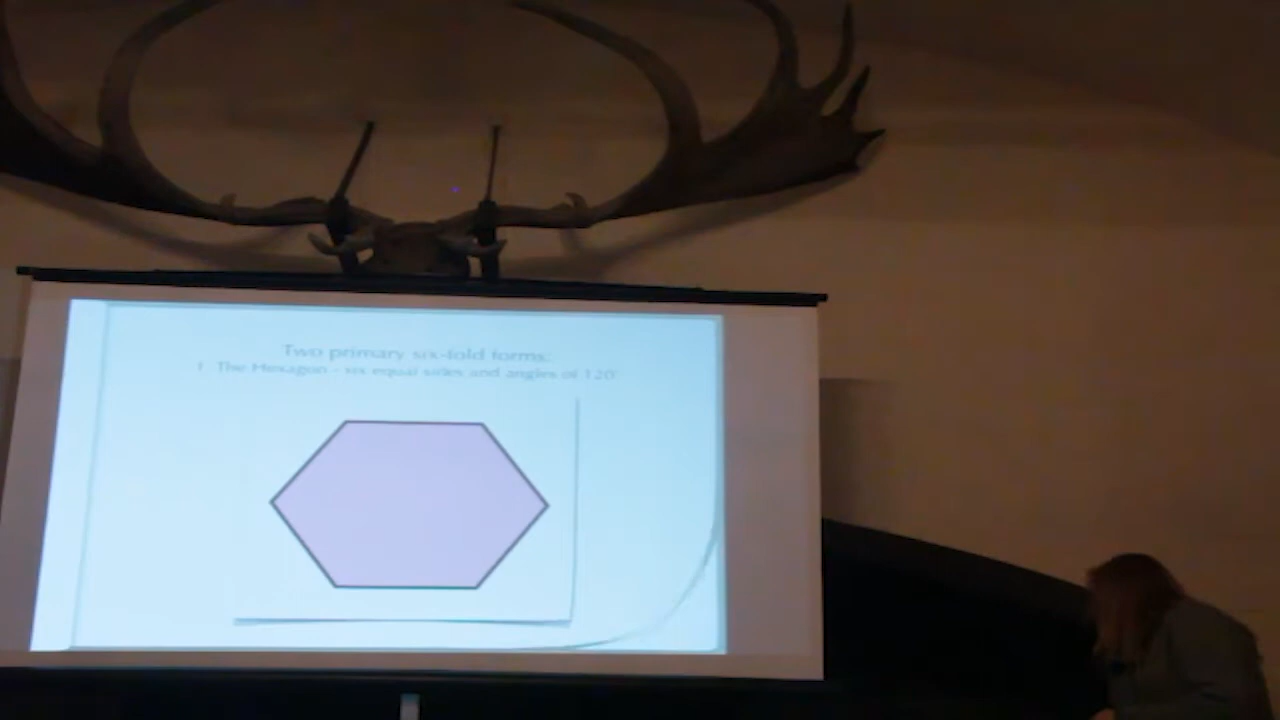 Two primary six-fold forms:
1. The Hexagon - six equal sides and angles of 120°